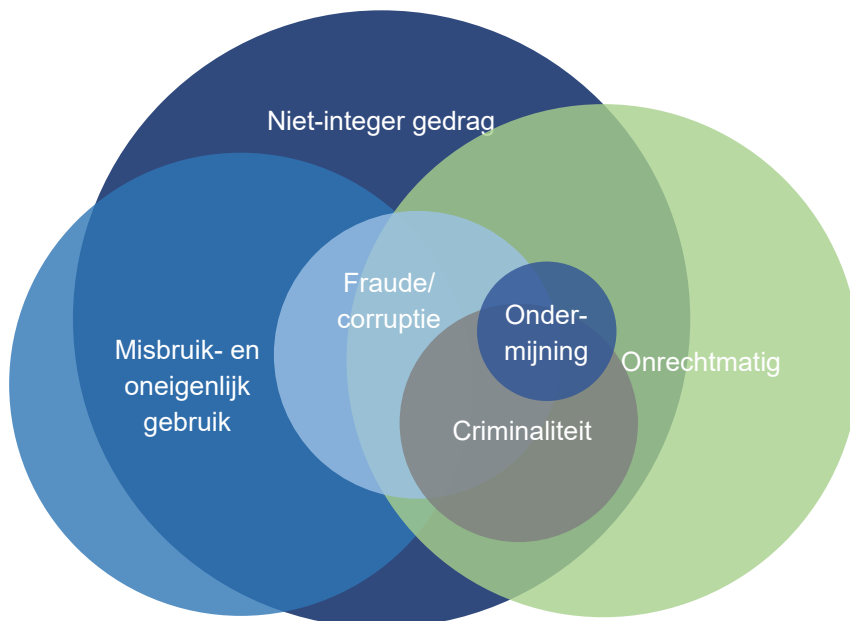 Niet-integer gedrag
Fraude/
corruptie
Onder-
mijning
Misbruik- en
oneigenlijk
gebruik
Onrechtmatig
Criminaliteit